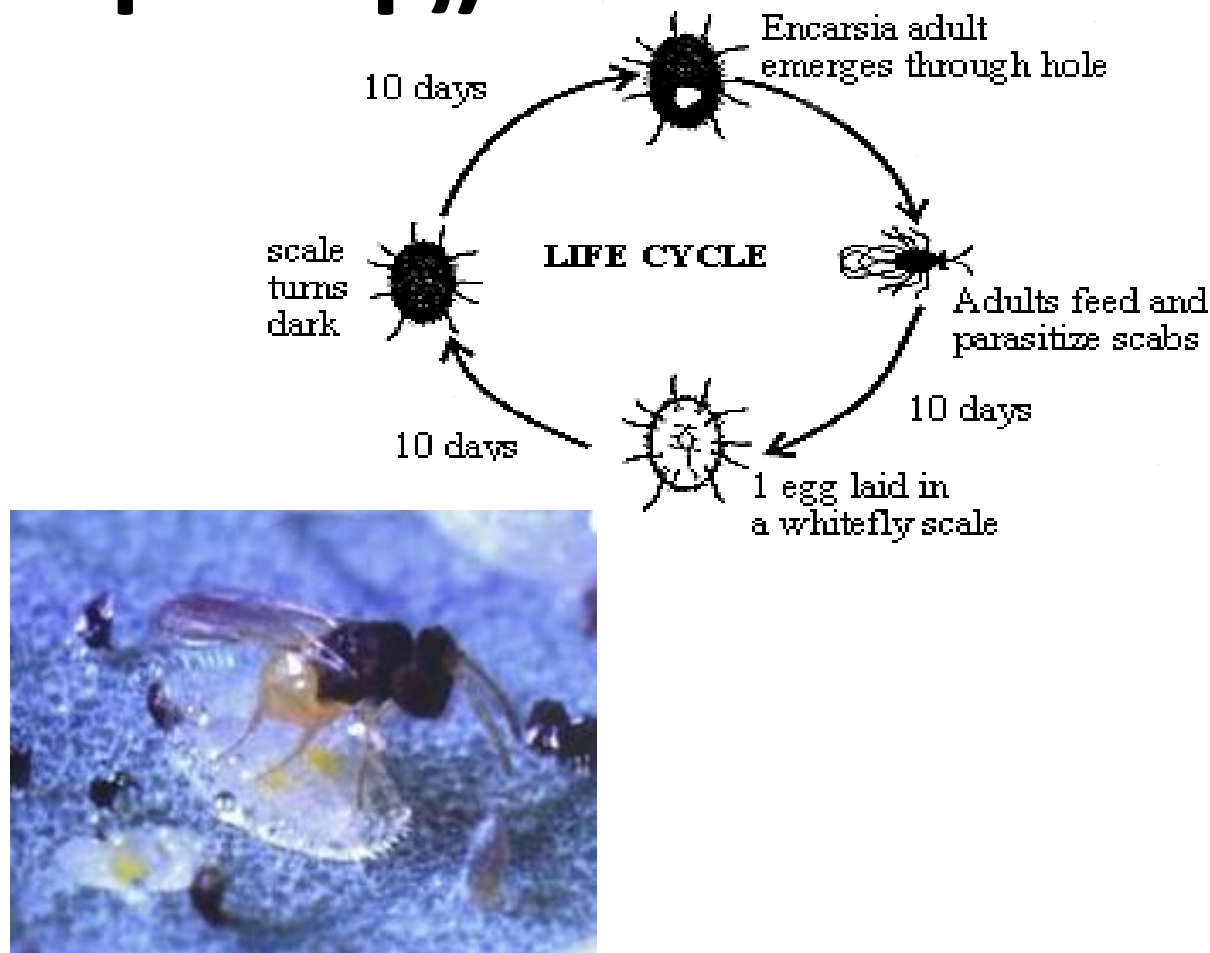 Encarsia adult
emerges through hole
10 days
LIFE CYCLE
scale
turns
dark
Adults feed and
parasitize scabs
10 days
10 days
1 egg laid in
a whitefly scale